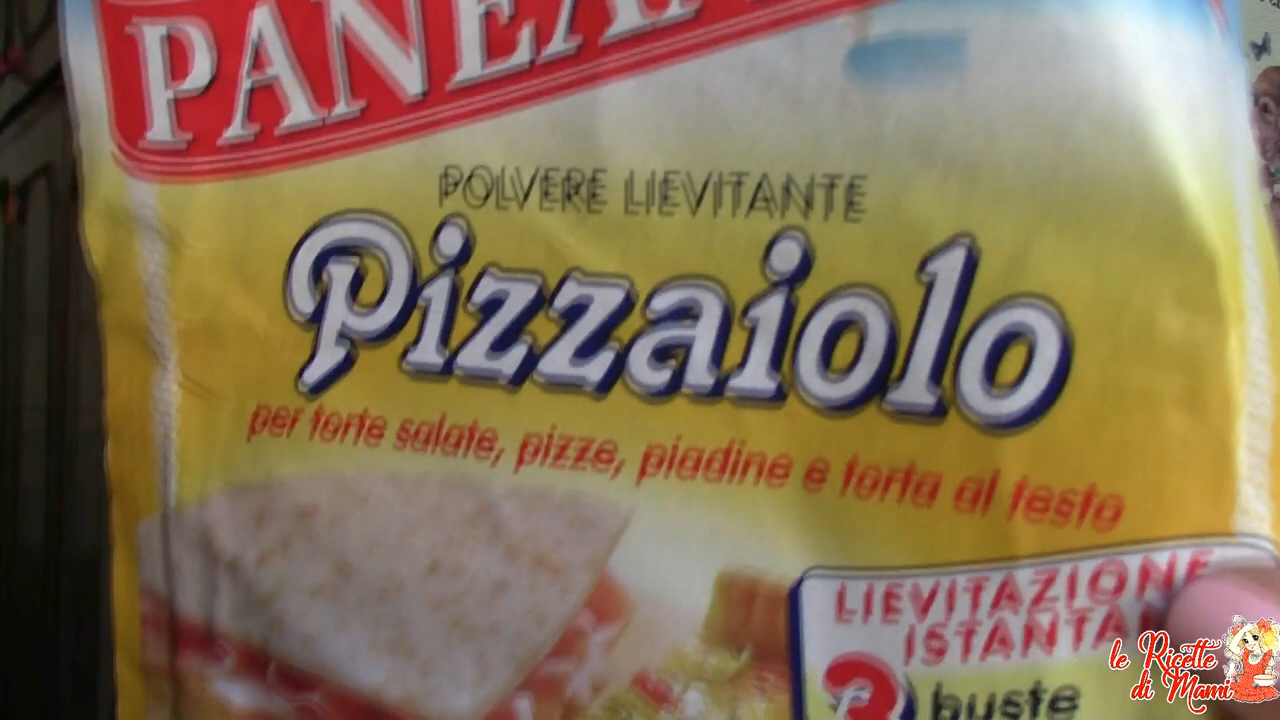 PANEA
POLVERE LIEVITANTE
Pizzaiolo
per torte salate, pizze, piadine e torta al testo
LIEVITAZIONE
ISTANTA
3 buste
le Ricette
di Mami